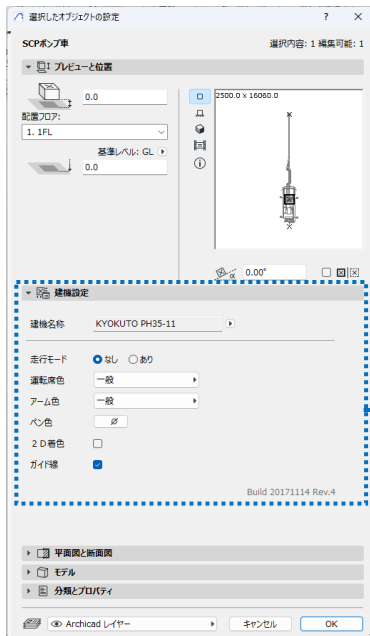 選択したオブジェクトの設定 ? ×
SCPポンプ車 選択内容: 1 編集可能: 1
プレビューと位置
0.0
2500.0 x 16060.0
配置フロア:
1. 1FL
基準レベル: GL
0.0
α 0.00°
建機設定
建機名称 KYOKUTO PH35-11
走行モード なし あり
運転席色 一般
アーム色 一般
ペン色
2D着色
ガイド線
Build 20171114 Rev.4
平面図と断面図
モデル
分類とプロパティ
Archicad レイヤー キャンセル OK